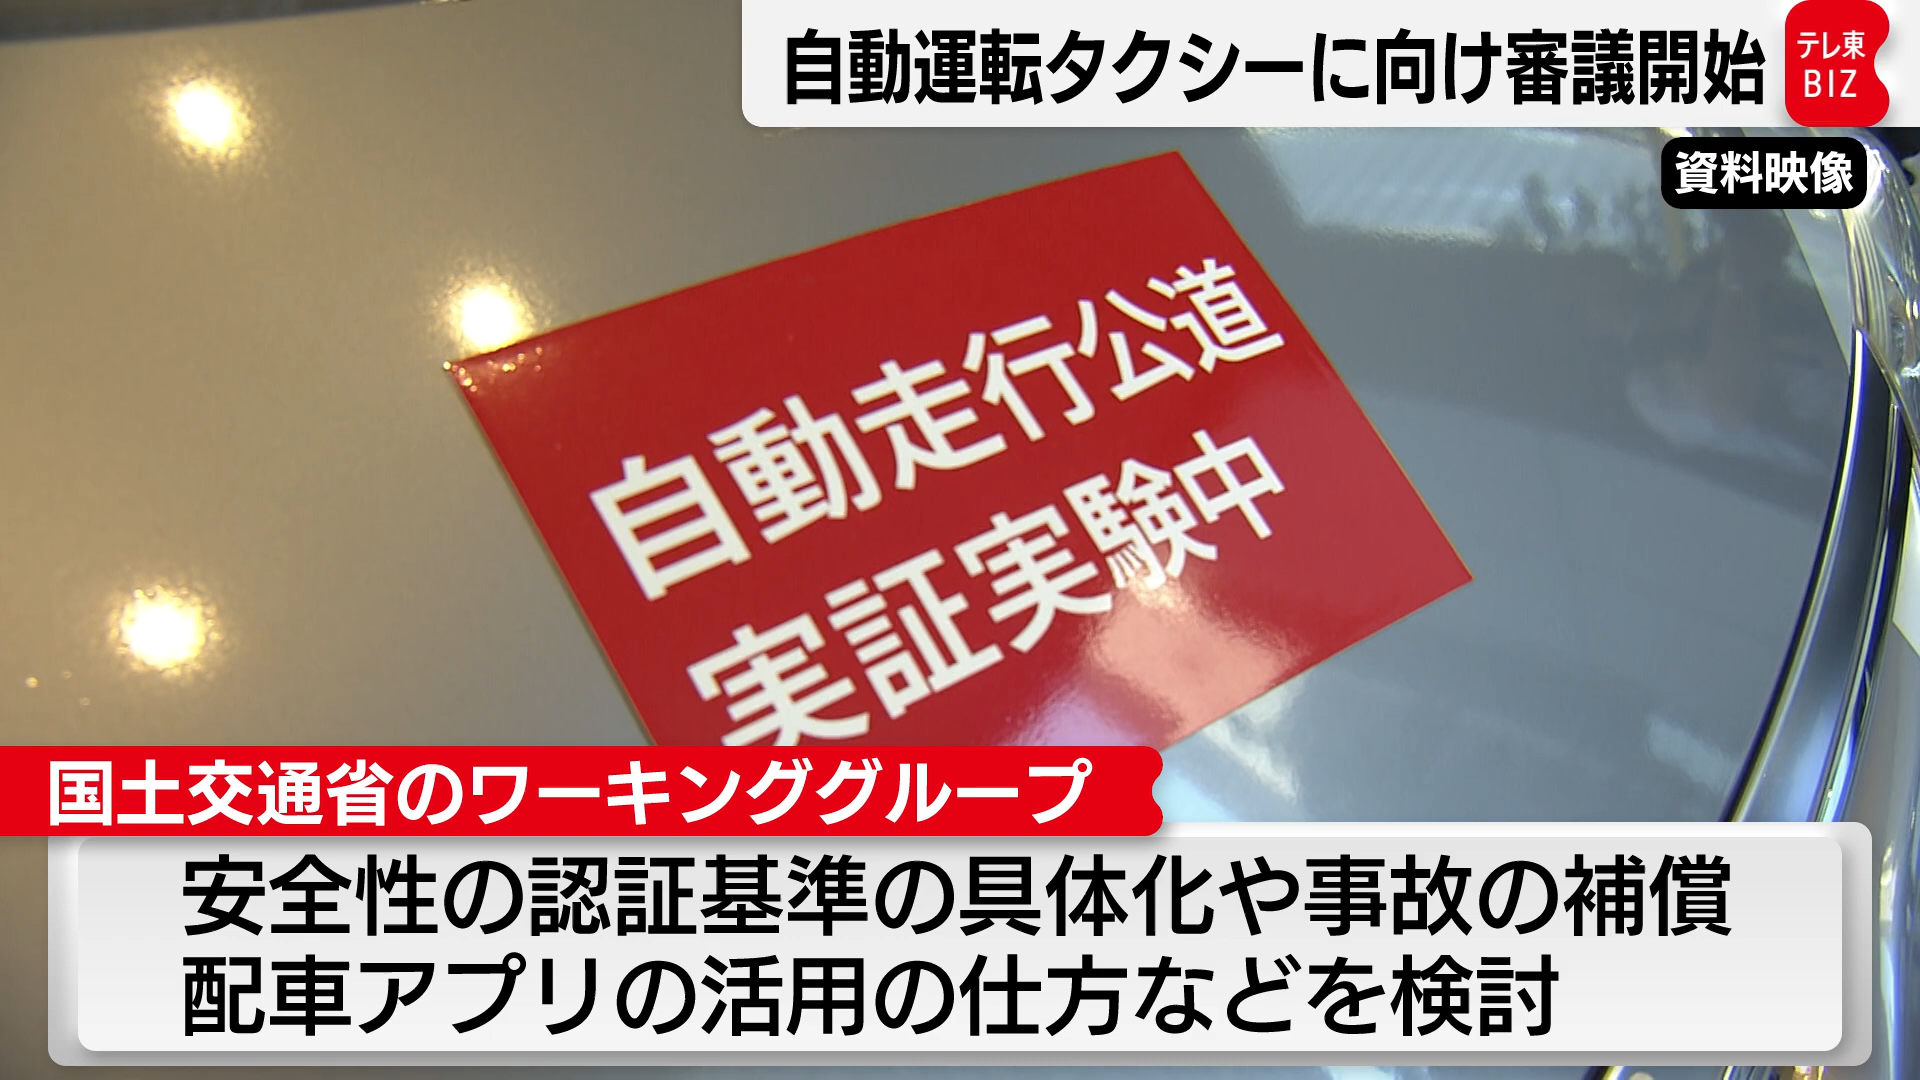 自動運転タクシーに向け審議開始
テレ東
BIZ
資料映像
自動走行公道
実証実験中
国土交通省のワーキンググループ
安全性の認証基準の具体化や事故の補償
配車アプリの活用の仕方などを検討